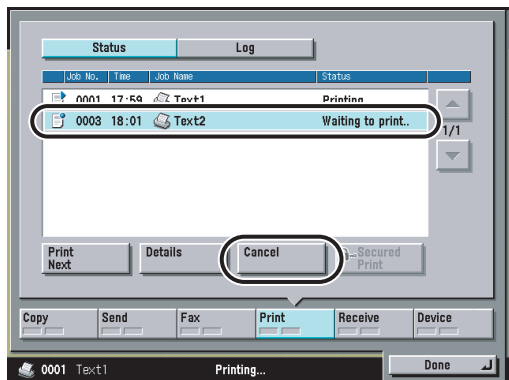 Status Log
Job No. Time Job Name Status
0001 17:59 Text1 Printing
0003 18:01 Text2 Waiting to print..
1/1
Print Next Details Cancel Secured Print
Copy Send Fax Print Receive Device
0001 Text1 Printing... Done